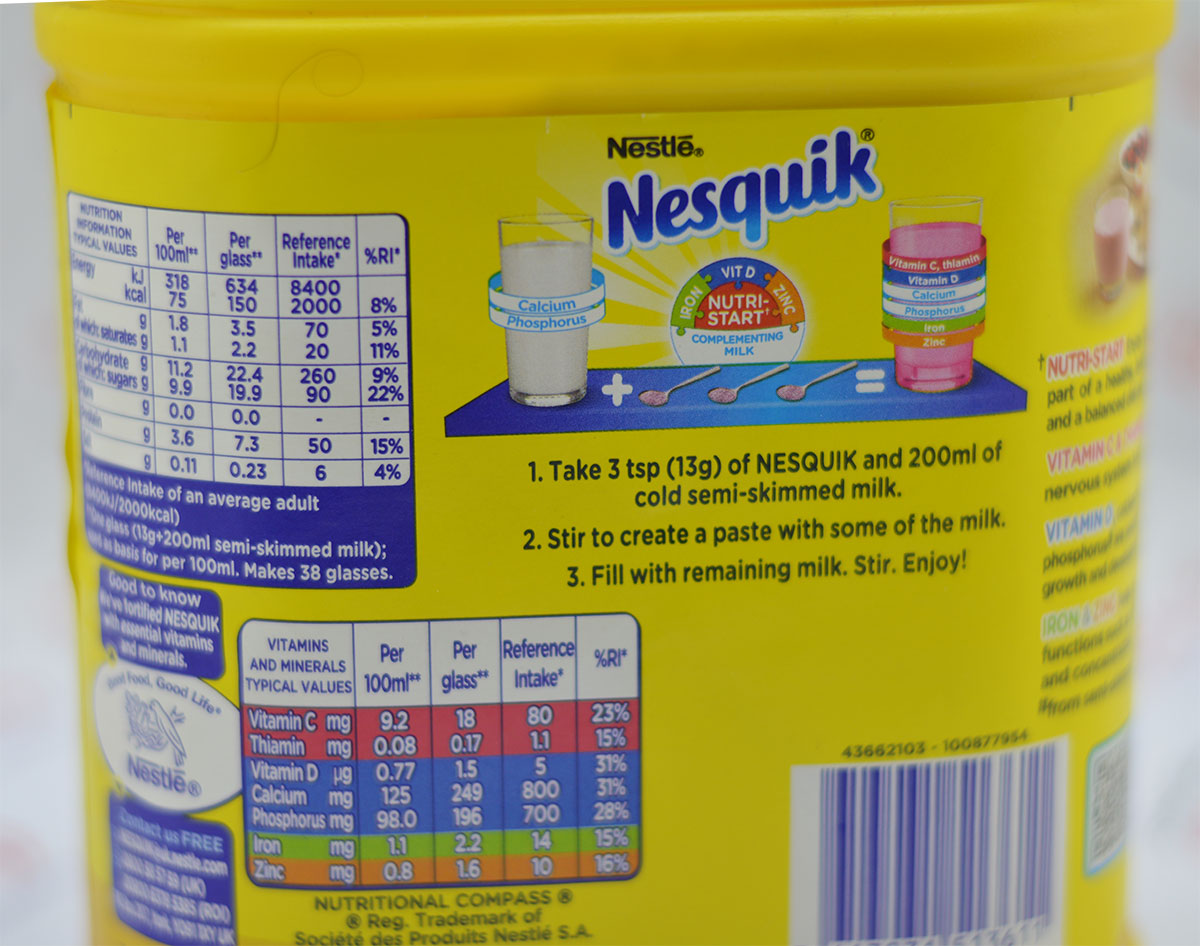 Nestlé®
Nesquik®
NUTRITION
INFORMATION
TYPICAL VALUES
Per
100ml**
Per
glass**
Reference
Intake*
%RI*
Energy kJ 318 634 8400
kcal 75 150 2000 8%
Fat g 1.8 3.5 70 5%
of which: saturates g 1.1 2.2 20 11%
Carbohydrate g 11.2 22.4 260 9%
of which: sugars g 9.9 19.9 90 22%
g 0.0 0.0 - -
Protein g 3.6 7.3 50 15%
g 0.11 0.23 6 4%
Reference Intake of an average adult
(8400kJ/2000kcal)
**One glass (13g+200ml semi-skimmed milk);
as basis for per 100ml. Makes 38 glasses.
Calcium
Phosphorus
IRON
VIT D
ZINC
NUTRI-
START†
COMPLEMENTING
MILK
+
=
Vitamin C, thiamin
Vitamin D
Calcium
Phosphorus
Iron
Zinc
1. Take 3 tsp (13g) of NESQUIK and 200ml of
cold semi-skimmed milk.
2. Stir to create a paste with some of the milk.
3. Fill with remaining milk. Stir. Enjoy!
Good to know
We've fortified NESQUIK
with essential vitamins
and minerals.
Good Food, Good Life®
Nestlé®
Contact us FREE
VITAMINS
AND MINERALS
TYPICAL VALUES
Per
100ml**
Per
glass**
Reference
Intake*
%RI*
Vitamin C mg 9.2 18 80 23%
Thiamin mg 0.08 0.17 1.1 15%
Vitamin D µg 0.77 1.5 5 31%
Calcium mg 125 249 800 31%
Phosphorus mg 98.0 196 700 28%
Iron mg 1.1 2.2 14 15%
Zinc mg 0.8 1.6 10 16%
NUTRITIONAL COMPASS ®
® Reg. Trademark of
Société des Produits Nestlé S.A.
43662103 - 100877954
†NUTRI-START
part of a
and a balanced
VITAMIN C &
nervous
VITAMIN D,
growth and
IRON & ZINC
functions
and